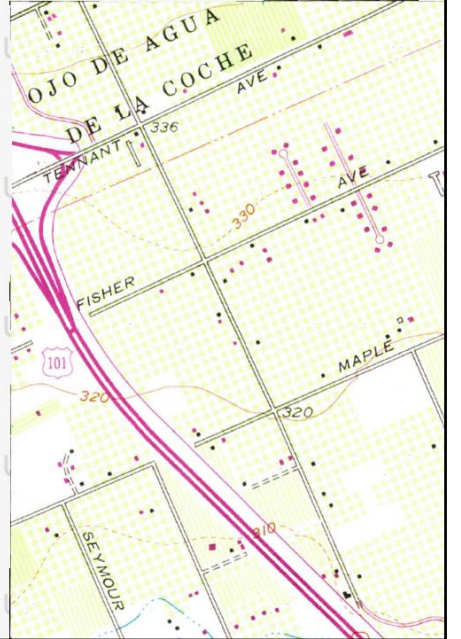 OJO DE AGUA
DE LA COCHE
AVE
336
TENNANT
AVE
330
FISHER
101
MAPLE
320
320
310
SEYMOUR